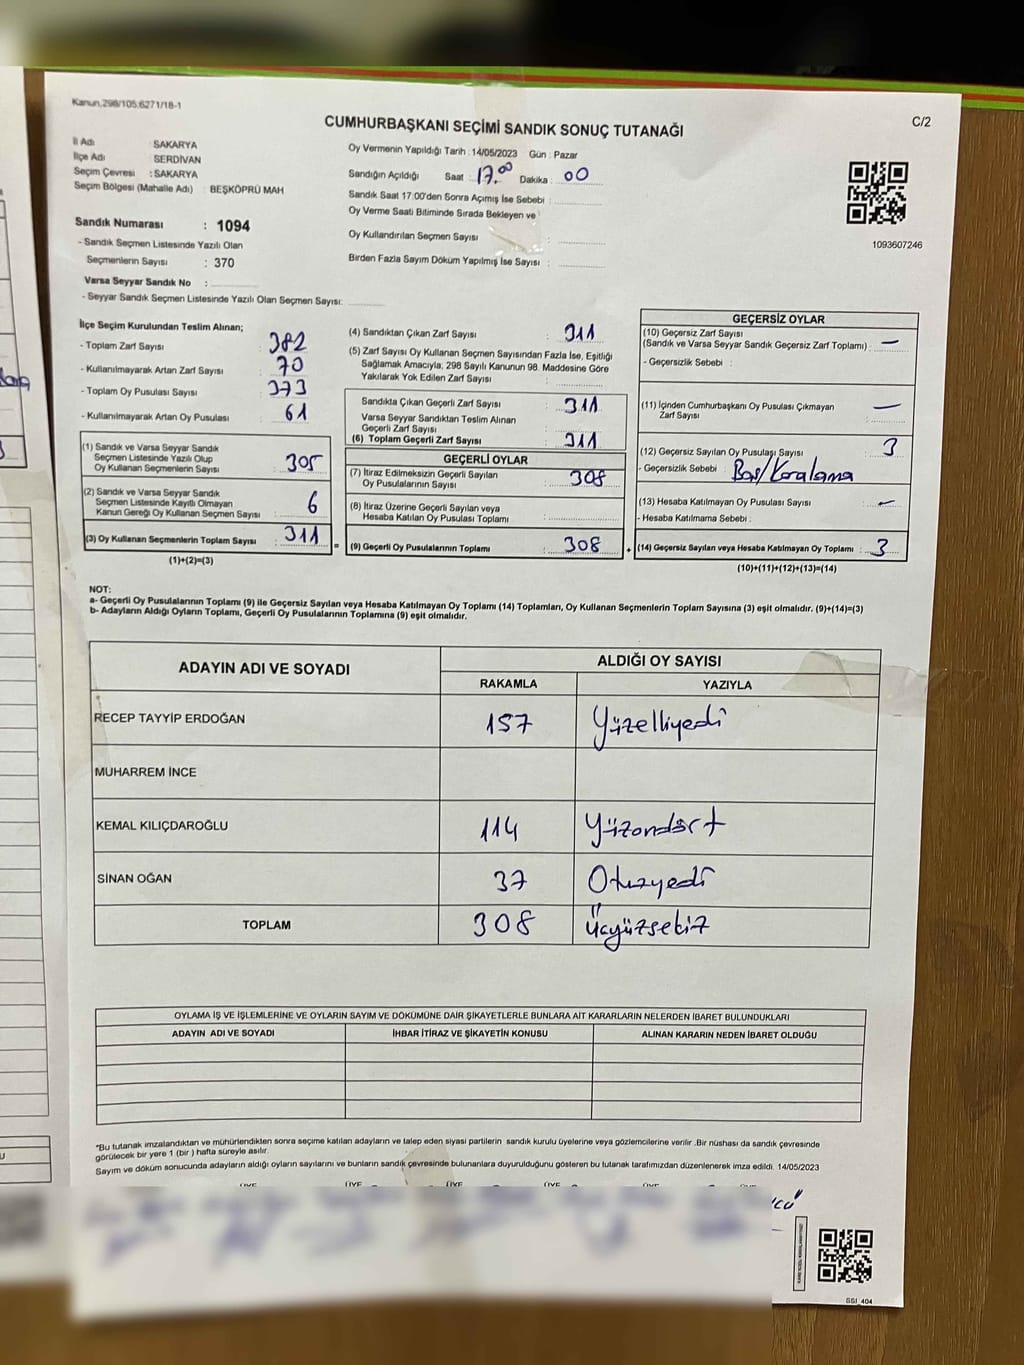 Kanun,298/105;6271/18-1
C/2
CUMHURBAŞKANI SEÇİMİ SANDIK SONUÇ TUTANAĞI
İl Adı : SAKARYA
İlçe Adı : SERDİVAN
Seçim Çevresi : SAKARYA
Seçim Bölgesi (Mahalle Adı) : BEŞKÖPRÜ MAH
Sandık Numarası : 1094
- Sandık Seçmen Listesinde Yazılı Olan
Seçmenlerin Sayısı : 370
Varsa Seyyar Sandık No :
- Seyyar Sandık Seçmen Listesinde Yazılı Olan Seçmen Sayısı:
Oy Vermenin Yapıldığı Tarih : 14/05/2023 Gün : Pazar
Sandığın Açıldığı Saat : 17.00 Dakika : 00
Sandık Saat 17:00'den Sonra Açımış İse Sebebi :
Oy Verme Saati Bitiminde Sırada Bekleyen ve
Oy Kullandırılan Seçmen Sayısı :
Birden Fazla Sayım Döküm Yapılmış İse Sayısı :
1093607246
İlçe Seçim Kurulundan Teslim Alınan;
- Toplam Zarf Sayısı : 382
- Kullanılmayarak Artan Zarf Sayısı : 70
- Toplam Oy Pusulası Sayısı : 373
- Kullanılmayarak Artan Oy Pusulası : 61
(1) Sandık ve Varsa Seyyar Sandık
Seçmen Listesinde Yazılı Olup
Oy Kullanan Seçmenlerin Sayısı : 305
(2) Sandık ve Varsa Seyyar Sandık
Seçmen Listesinde Kayıtlı Olmayan
Kanun Gereği Oy Kullanan Seçmen Sayısı : 6
(3) Oy Kullanan Seçmenlerin Toplam Sayısı : 311 =
(1)+(2)=(3)
(4) Sandıktan Çıkan Zarf Sayısı : 311
(5) Zarf Sayısı Oy Kullanan Seçmen Sayısından Fazla İse, Eşitliği
Sağlamak Amacıyla; 298 Sayılı Kanunun 98. Maddesine Göre
Yakılarak Yok Edilen Zarf Sayısı :
Sandıkta Çıkan Geçerli Zarf Sayısı : 311
Varsa Seyyar Sandıktan Teslim Alınan
Geçerli Zarf Sayısı :
(6) Toplam Geçerli Zarf Sayısı : 311
GEÇERLİ OYLAR
(7) İtiraz Edilmeksizin Geçerli Sayılan
Oy Pusulalarının Sayısı : 308
(8) İtiraz Üzerine Geçerli Sayılan veya
Hesaba Katılan Oy Pusulası Toplamı :
(9) Geçerli Oy Pusulalarının Toplamı : 308 +
GEÇERSİZ OYLAR
(10) Geçersiz Zarf Sayısı
(Sandık ve Varsa Seyyar Sandık Geçersiz Zarf Toplamı) : —
- Geçersizlik Sebebi :
(11) İçinden Cumhurbaşkanı Oy Pusulası Çıkmayan
Zarf Sayısı : —
(12) Geçersiz Sayılan Oy Pusulası Sayısı : 3
- Geçersizlik Sebebi : Boş/Karalama
(13) Hesaba Katılmayan Oy Pusulası Sayısı : —
- Hesaba Katılmama Sebebi :
(14) Geçersiz Sayılan veya Hesaba Katılmayan Oy Toplamı : 3
(10)+(11)+(12)+(13)=(14)
NOT:
a- Geçerli Oy Pusulalarının Toplamı (9) ile Geçersiz Sayılan veya Hesaba Katılmayan Oy Toplamı (14) Toplamları, Oy Kullanan Seçmenlerin Toplam Sayısına (3) eşit olmalıdır. (9)+(14)=(3)
b- Adayların Aldığı Oyların Toplamı, Geçerli Oy Pusulalarının Toplamına (9) eşit olmalıdır.
ADAYIN ADI VE SOYADI ALDIĞI OY SAYISI
RAKAMLA YAZIYLA
RECEP TAYYİP ERDOĞAN 157 Yüzelliyedi
MUHARREM İNCE
KEMAL KILIÇDAROĞLU 114 Yüzondört
SİNAN OĞAN 37 Otuzyedi
TOPLAM 308 Üçyüzsekiz
OYLAMA İŞ VE İŞLEMLERİNE VE OYLARIN SAYIM VE DÖKÜMÜNE DAİR ŞİKAYETLERLE BUNLARA AİT KARARLARIN NELERDEN İBARET BULUNDUKLARI
ADAYIN ADI VE SOYADI İHBAR İTİRAZ VE ŞİKAYETİN KONUSU ALINAN KARARIN NEDEN İBARET OLDUĞU
"Bu tutanak imzalandıktan ve mühürlendikten sonra seçime katılan adayların ve talep eden siyasi partilerin sandık kurulu üyelerine veya gözlemcilerine verilir .Bir nüshası da sandık çevresinde
görülecek bir yere 1 (bir ) hafta süreyle asılır.
Sayım ve döküm sonucunda adayların aldığı oyların sayılarını ve bunların sandık çevresinde bulunanlara duyurulduğunu gösteren bu tutanak tarafımızdan düzenlenerek imza edildi. 14/05/2023
ÜYE ÜYE ÜYE ÜYE ÜYE
SSI_404